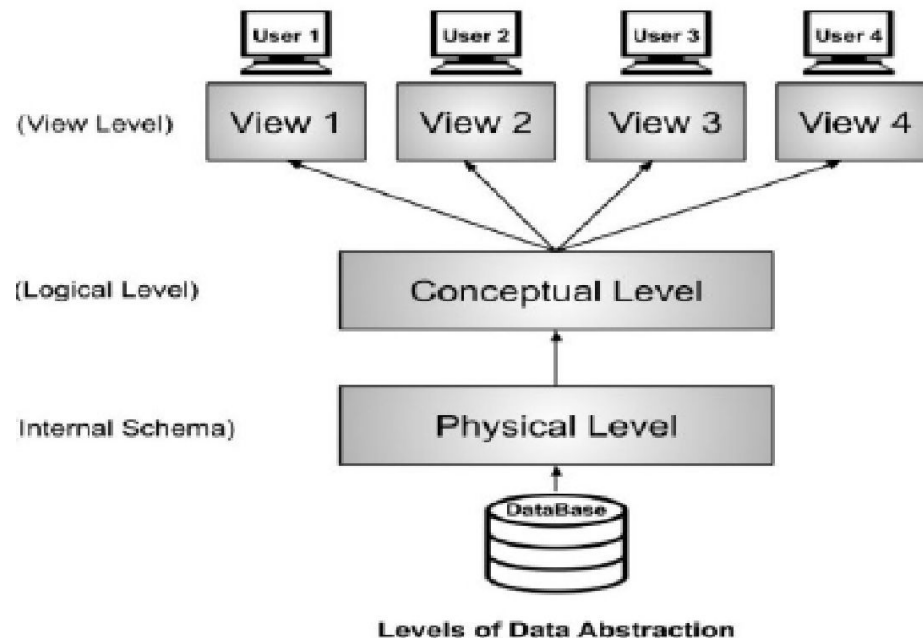 User 1 User 2 User 3 User 4
(View Level) View 1 View 2 View 3 View 4
(Logical Level) Conceptual Level
Internal Schema) Physical Level
DataBase
Levels of Data Abstraction